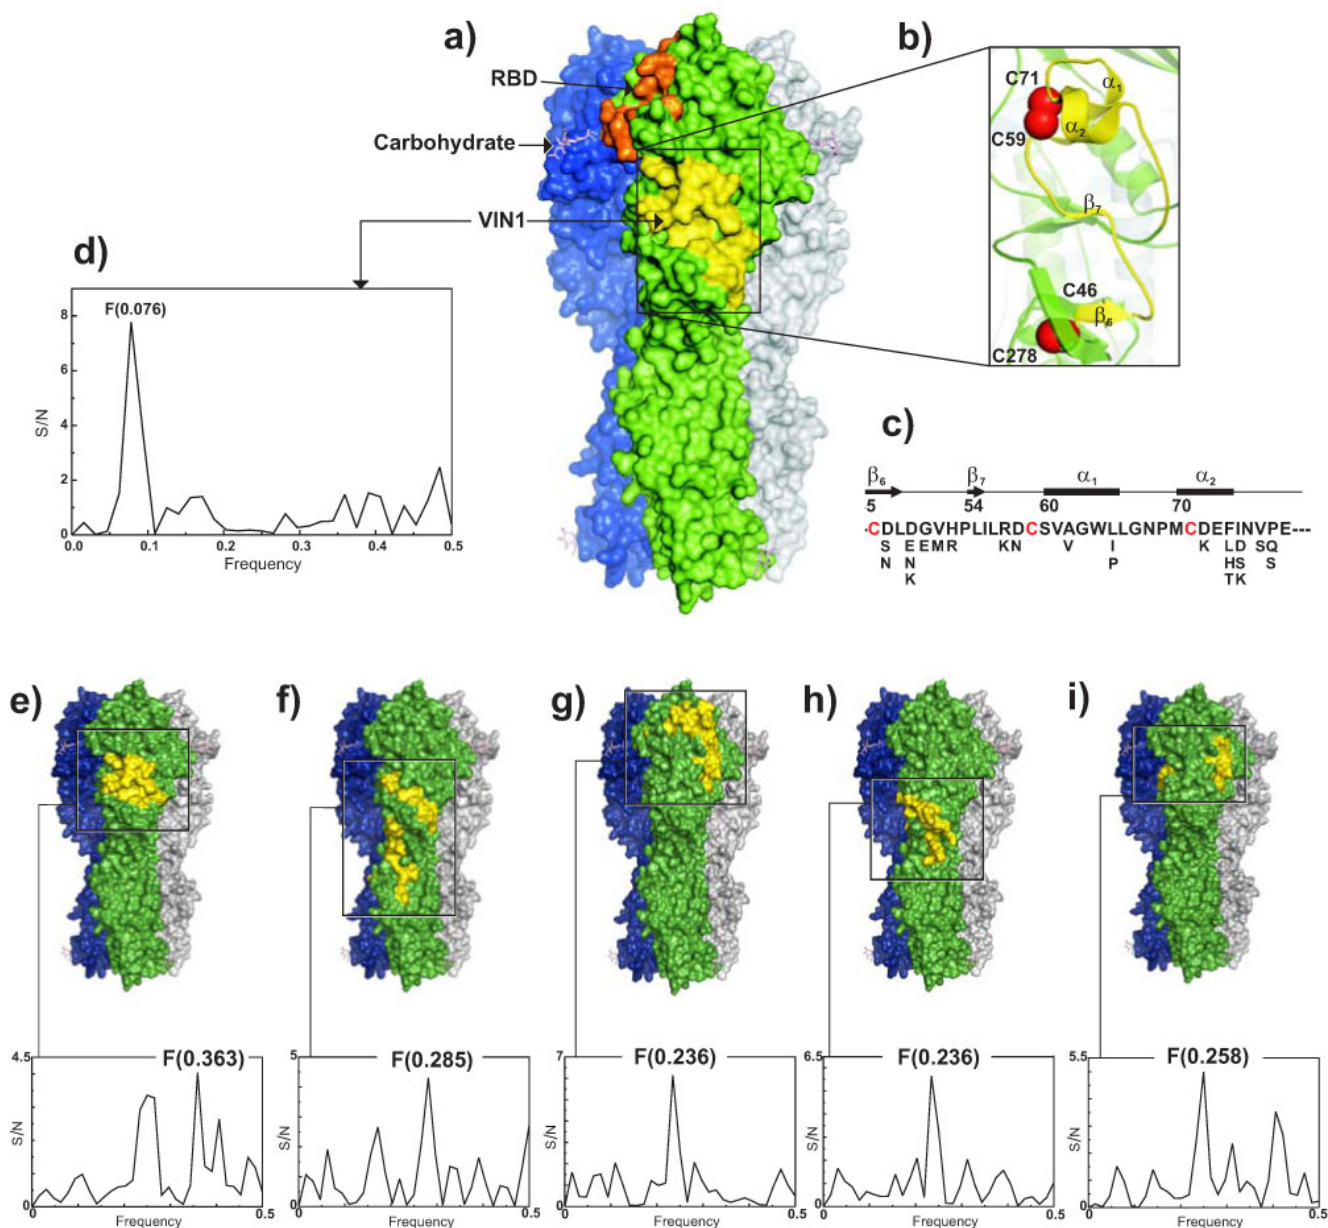 a)
RBD
Carbohydrate
VIN1
b)
C71
α1
α2
C59
β7
C46
β6
C278
c)
β6 β7 α1 α2
5 54 60 70
·CDLDGVHPLILRDCSVAGWLLGNPMCDEFINVPE---
S EEMR KN V I K LD SQ
N N P HS S
K TK
d)
F(0.076)
S/N
8
6
4
2
0
0.0 0.1 0.2 0.3 0.4 0.5
Frequency
e)
f)
g)
h)
i)
4.5
F(0.363)
S/N
0
Frequency
0.5
5
F(0.285)
S/N
0
Frequency
0.5
7
F(0.236)
S/N
0
Frequency
0.5
6.5
F(0.236)
S/N
0
Frequency
0.5
5.5
F(0.258)
S/N
0
Frequency
0.5